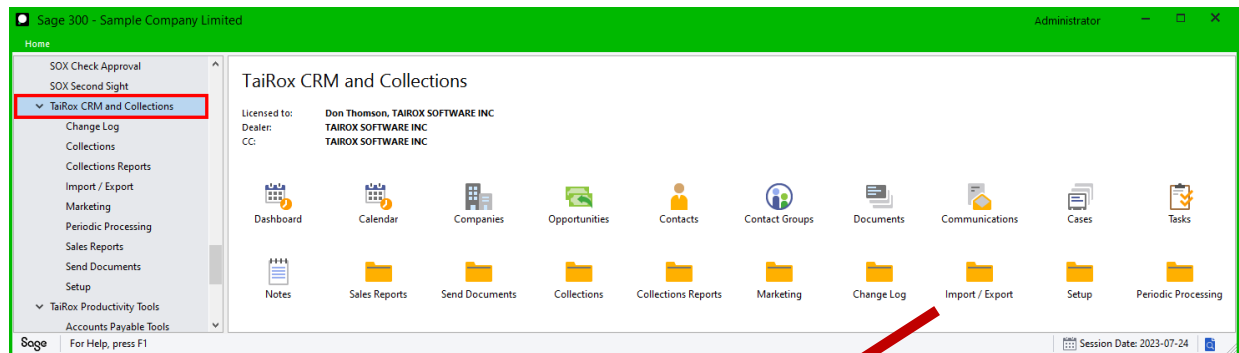 Sage 300 - Sample Company Limited
Administrator
Home
SOX Check Approval
SOX Second Sight
TaiRox CRM and Collections
Change Log
Collections
Collections Reports
Import / Export
Marketing
Periodic Processing
Sales Reports
Send Documents
Setup
TaiRox Productivity Tools
Accounts Payable Tools
TaiRox CRM and Collections
Licensed to: Don Thomson, TAIROX SOFTWARE INC
Dealer: TAIROX SOFTWARE INC
CC: TAIROX SOFTWARE INC
Dashboard Calendar Companies Opportunities Contacts Contact Groups Documents Communications Cases Tasks
Notes Sales Reports Send Documents Collections Collections Reports Marketing Change Log Import / Export Setup Periodic Processing
Sage For Help, press F1 Session Date: 2023-07-24